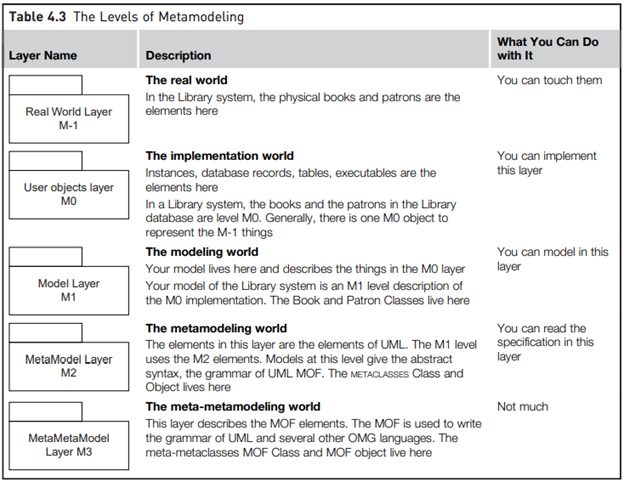 Table 4.3 The Levels of Metamodeling
Layer Name
Description
What You Can Do
with It
Real World Layer
M-1
The real world
In the Library system, the physical books and patrons are the
elements here
You can touch them
User objects layer
M0
The implementation world
Instances, database records, tables, executables are the
elements here
In a Library system, the books and the patrons in the Library
database are level M0. Generally, there is one M0 object to
represent the M-1 things
You can implement
this layer
Model Layer
M1
The modeling world
Your model lives here and describes the things in the M0 layer
Your model of the Library system is an M1 level description of
the M0 implementation. The Book and Patron Classes live here
You can model in this
layer
MetaModel Layer
M2
The metamodeling world
The elements in this layer are the elements of UML. The M1 level
uses the M2 elements. Models at this level give the abstract
syntax, the grammar of UML MOF. The METACLASSES Class and
Object lives here
You can read the
specification in this
layer
MetaMetaModel
Layer M3
The meta-metamodeling world
This layer describes the MOF elements. The MOF is used to write
the grammar of UML and several other OMG languages. The
meta-metaclasses MOF Class and MOF object live here
Not much